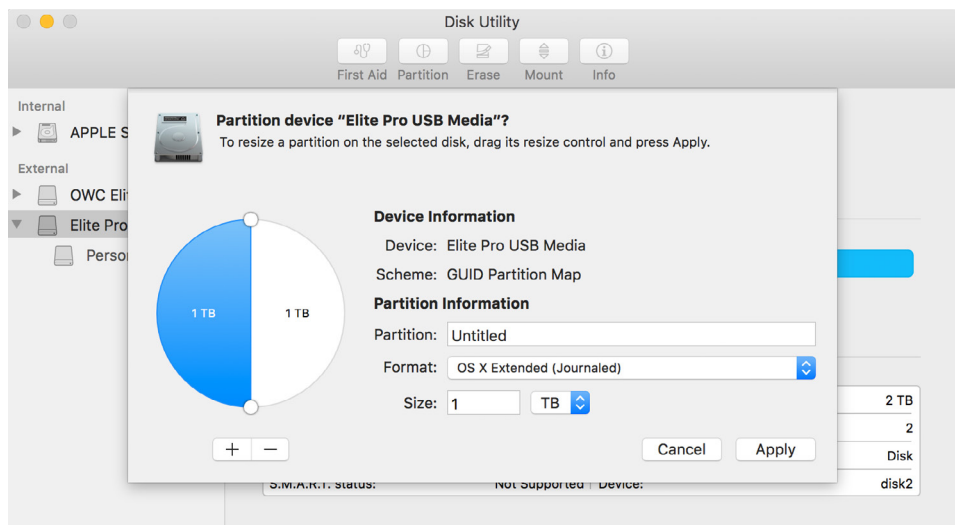 Disk Utility
First Aid Partition Erase Mount Info
Internal
APPLE S
External
OWC Eli
Elite Pro
Perso
Partition device “Elite Pro USB Media”?
To resize a partition on the selected disk, drag its resize control and press Apply.
1 TB
1 TB
Device Information
Device: Elite Pro USB Media
Scheme: GUID Partition Map
Partition Information
Partition: Untitled
Format: OS X Extended (Journaled)
Size: 1 TB
+ −
Cancel Apply
2 TB
2
Disk
S.M.A.R.T. status: Not Supported Device: disk2